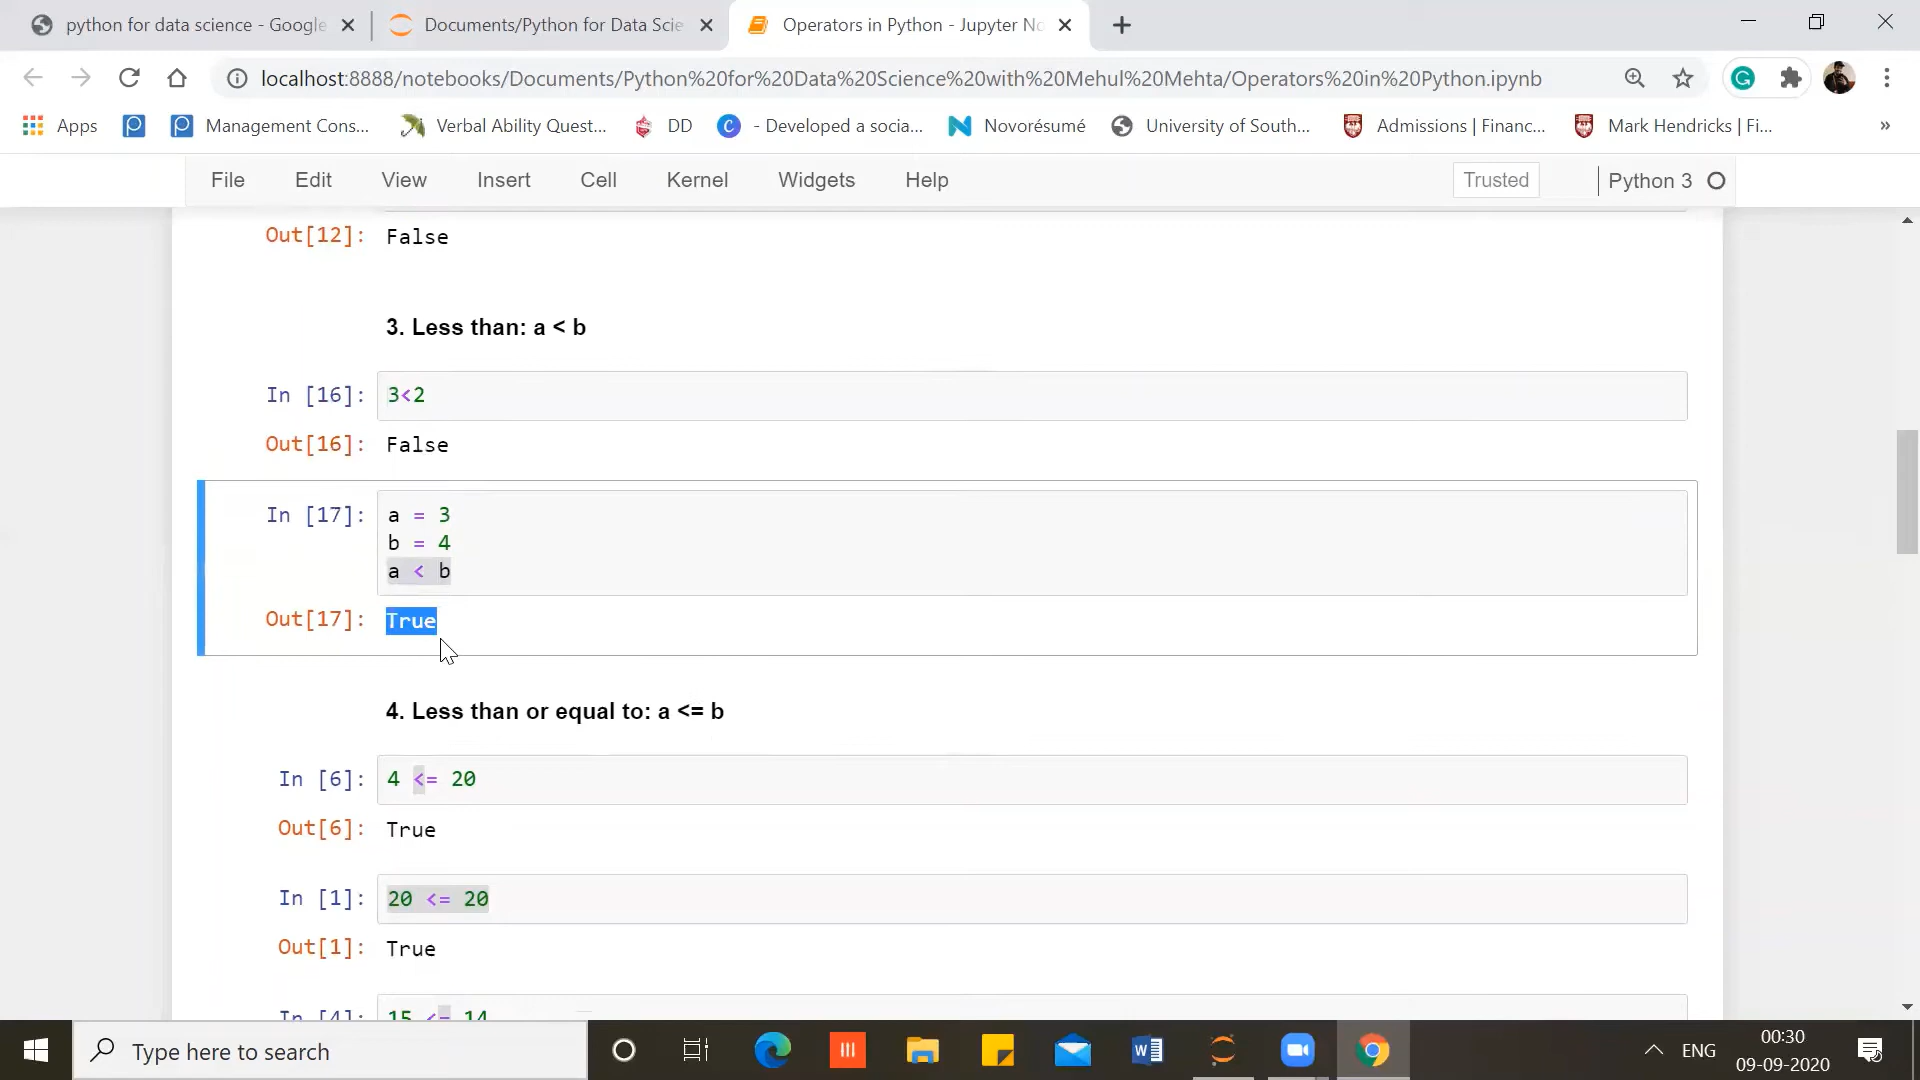 python for data science - Google
Documents/Python for Data Scie
Operators in Python - Jupyter No
localhost:8888/notebooks/Documents/Python%20for%20Data%20Science%20with%20Mehul%20Mehta/Operators%20in%20Python.ipynb
Apps
Management Cons...
Verbal Ability Quest...
DD
- Developed a socia...
Novorésumé
University of South...
Admissions | Financ...
Mark Hendricks | Fi...
»
File Edit View Insert Cell Kernel Widgets Help
Trusted
Python 3
Out[12]: False
3. Less than: a < b
In [16]: 3<2
Out[16]: False
In [17]: a = 3
b = 4
a < b
Out[17]: True
4. Less than or equal to: a <= b
In [6]: 4 <= 20
Out[6]: True
In [1]: 20 <= 20
Out[1]: True
In [4]: 15 <= 14
Type here to search
ENG
00:30
09-09-2020